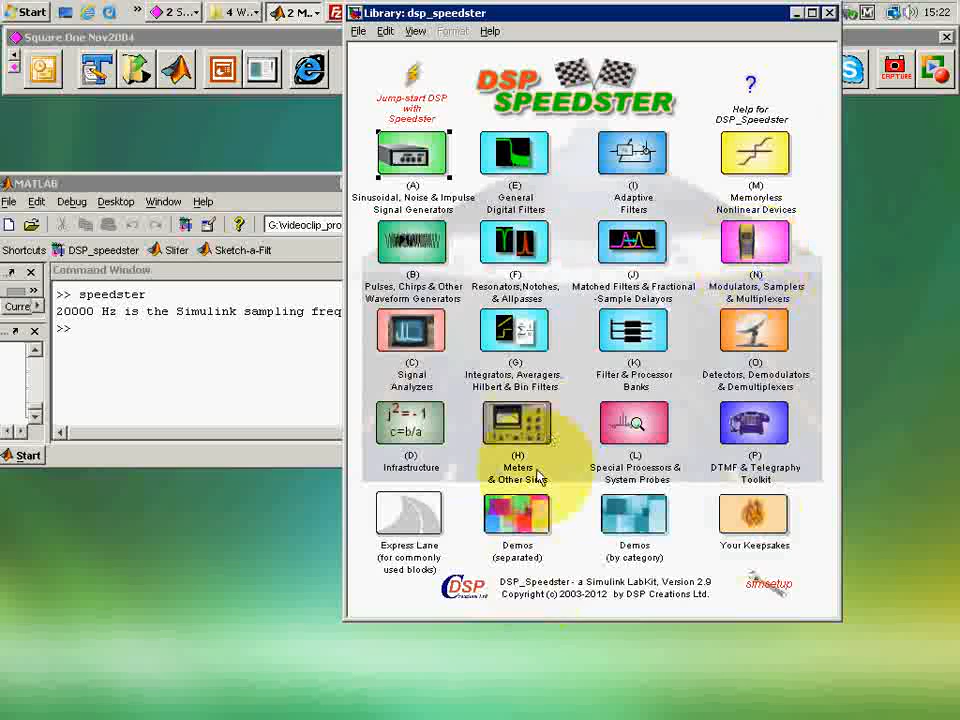 Start
2 S...
4 W...
2 M...
15:22
Square One Nov2004
CAPTURE
MATLAB
File Edit Debug Desktop Window Help
G:\videoclip_pro
Shortcuts DSP_speedster Slifer Sketch-a-Filt
Command Window
>> speedster
20000 Hz is the Simulink sampling freq
>>
Curre
Start
Library: dsp_speedster
File Edit View Format Help
Jump-start DSP
with
Speedster
DSP
SPEEDSTER
?
Help for
DSP_Speedster
(A)
Sinusoidal, Noise & Impulse
Signal Generators
(E)
General
Digital Filters
(I)
Adaptive
Filters
(M)
Memoryless
Nonlinear Devices
(B)
Pulses, Chirps & Other
Waveform Generators
(F)
Resonators,Notches,
& Allpasses
(J)
Matched Filters & Fractional
-Sample Delayors
(N)
Modulators, Samplers
& Multiplexers
(C)
Signal
Analyzers
(G)
Integrators, Averagers,
Hilbert & Bin Filters
(K)
Filter & Processor
Banks
(O)
Detectors, Demodulators
& Demultiplexers
j²= -1
c=b/a
(D)
Infrastructure
(H)
Meters
& Other Sinks
(L)
Special Processors &
System Probes
(P)
DTMF & Telegraphy
Toolkit
Express Lane
(for commonly
used blocks)
Demos
(separated)
Demos
(by category)
Your Keepsakes
DSP
Creations Ltd
DSP_Speedster - a Simulink LabKit, Version 2.9
Copyright (c) 2003-2012 by DSP Creations Ltd.
simsetup